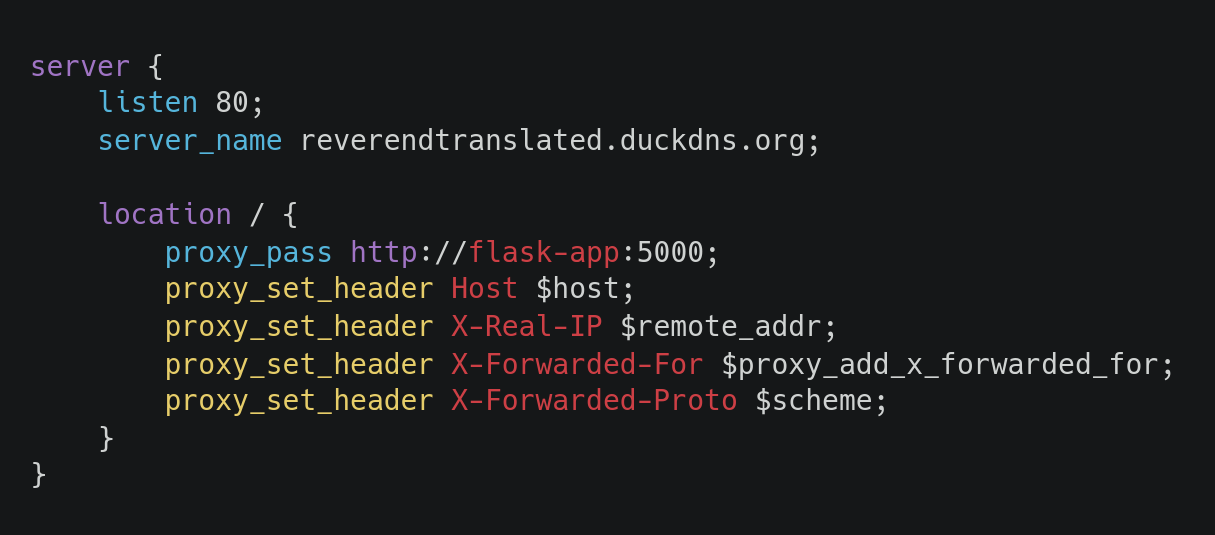 server {
    listen 80;
    server_name reverendtranslated.duckdns.org;

    location / {
        proxy_pass http://flask-app:5000;
        proxy_set_header Host $host;
        proxy_set_header X-Real-IP $remote_addr;
        proxy_set_header X-Forwarded-For $proxy_add_x_forwarded_for;
        proxy_set_header X-Forwarded-Proto $scheme;
    }
}